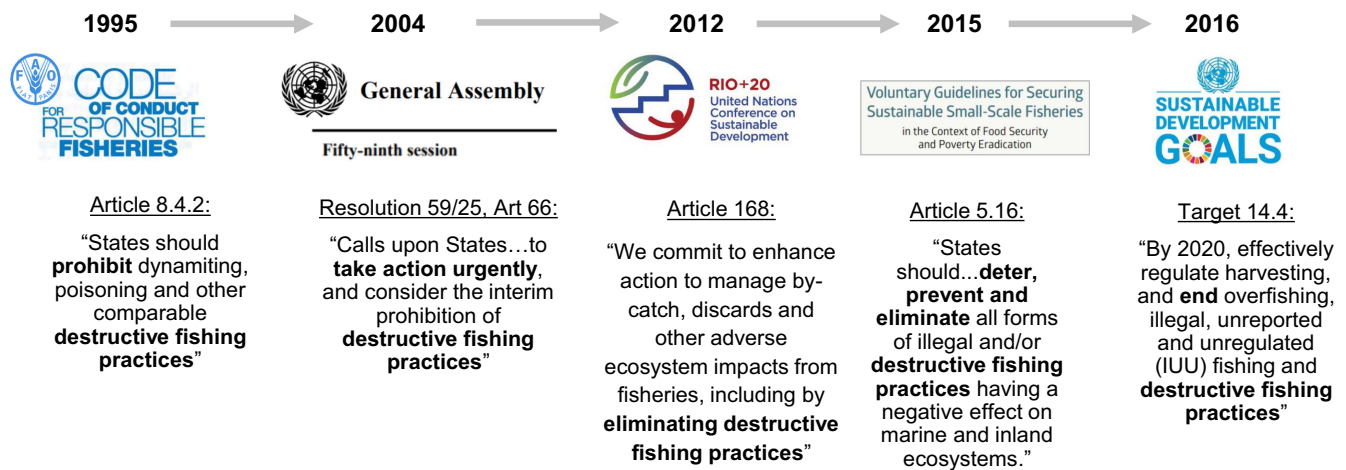 1995
2004
2012
2015
2016
FAO
FIAT PANIS
CODE
OF CONDUCT
FOR
RESPONSIBLE
FISHERIES
General Assembly
Fifty-ninth session
RIO+20
United Nations
Conference on
Sustainable
Development
Voluntary Guidelines for Securing
Sustainable Small-Scale Fisheries
in the Context of Food Security
and Poverty Eradication
SUSTAINABLE
DEVELOPMENT
GOALS
Article 8.4.2:
“States should
prohibit dynamiting,
poisoning and other
comparable
destructive fishing
practices”
Resolution 59/25, Art 66:
“Calls upon States…to
take action urgently,
and consider the interim
prohibition of
destructive fishing
practices”
Article 168:
“We commit to enhance
action to manage by-
catch, discards and
other adverse
ecosystem impacts from
fisheries, including by
eliminating destructive
fishing practices”
Article 5.16:
“States
should...deter,
prevent and
eliminate all forms
of illegal and/or
destructive fishing
practices having a
negative effect on
marine and inland
ecosystems.”
Target 14.4:
“By 2020, effectively
regulate harvesting,
and end overfishing,
illegal, unreported
and unregulated
(IUU) fishing and
destructive fishing
practices”